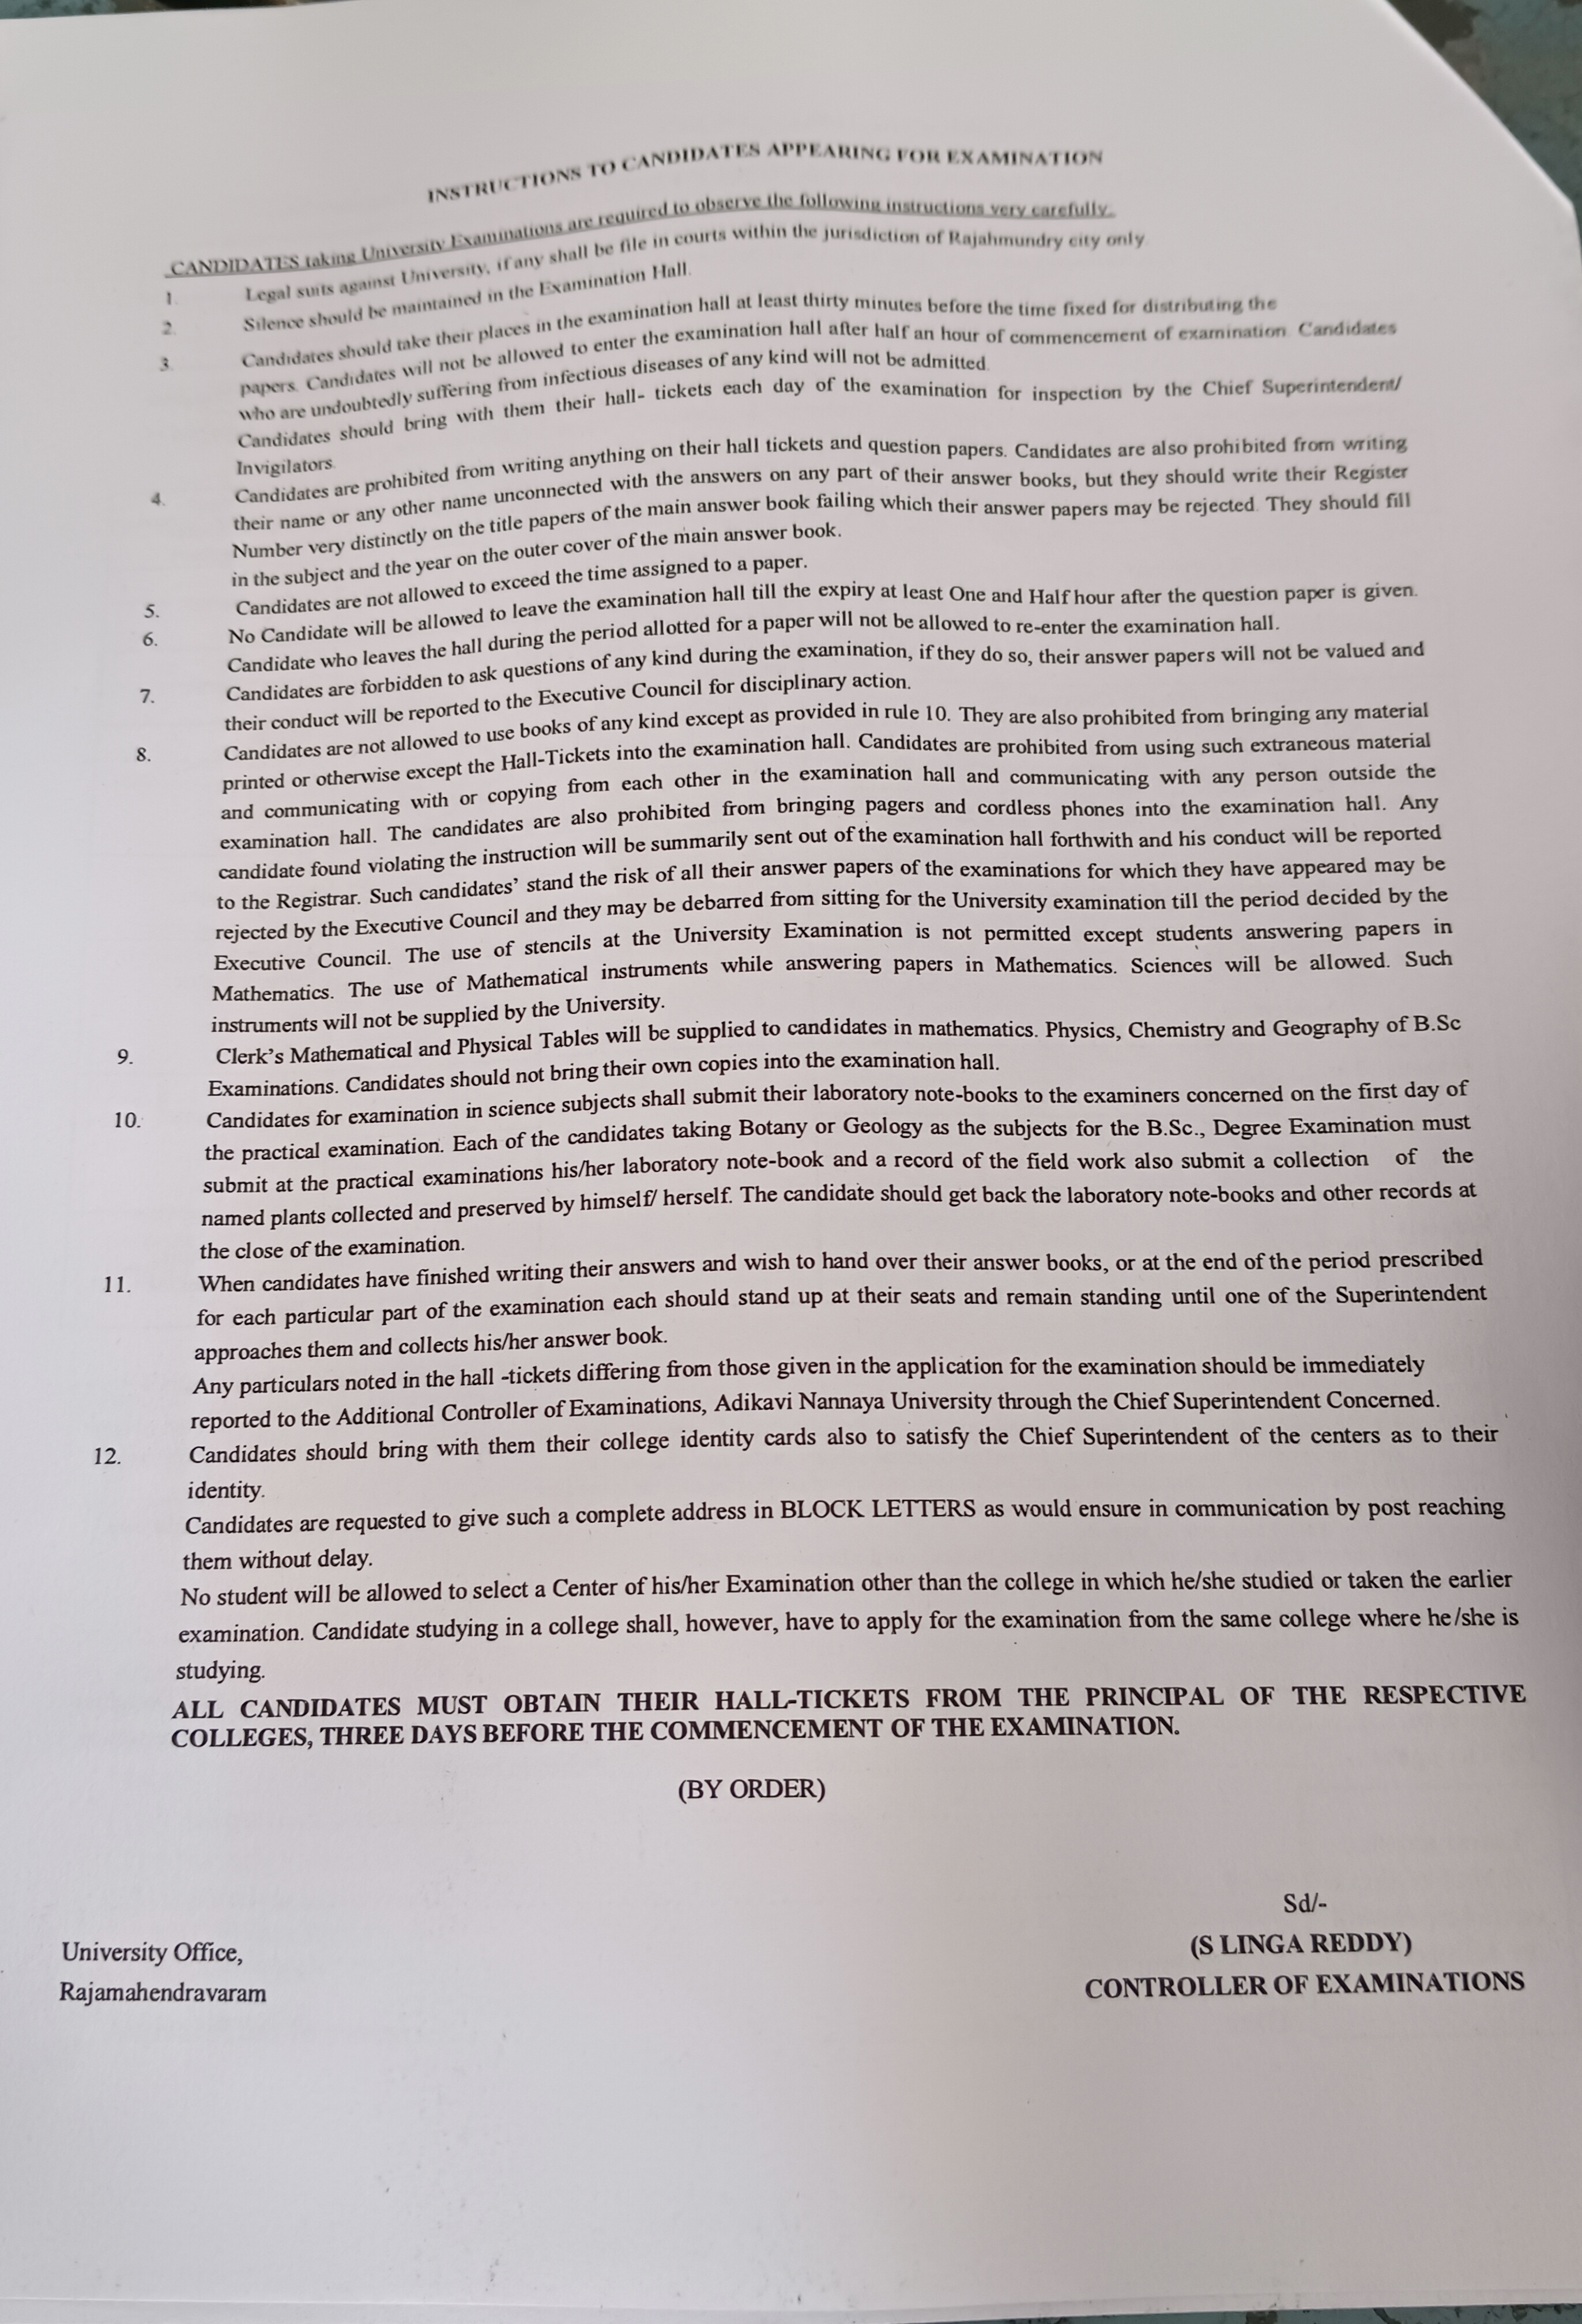 INSTRUCTIONS TO CANDIDATES APPEARING FOR EXAMINATION
CANDIDATES taking University Examinations are required to observe the following instructions very carefully.
1. Legal suits against University, if any shall be file in courts within the jurisdiction of Rajahmundry city only
2. Silence should be maintained in the Examination Hall.
3. Candidates should take their places in the examination hall at least thirty minutes before the time fixed for distributing the
papers. Candidates will not be allowed to enter the examination hall after half an hour of commencement of examination. Candidates
who are undoubtedly suffering from infectious diseases of any kind will not be admitted.
Candidates should bring with them their hall- tickets each day of the examination for inspection by the Chief Superintendent/
Invigilators.
4. Candidates are prohibited from writing anything on their hall tickets and question papers. Candidates are also prohibited from writing
their name or any other name unconnected with the answers on any part of their answer books, but they should write their Register
Number very distinctly on the title papers of the main answer book failing which their answer papers may be rejected. They should fill
in the subject and the year on the outer cover of the main answer book.
5. Candidates are not allowed to exceed the time assigned to a paper.
6. No Candidate will be allowed to leave the examination hall till the expiry at least One and Half hour after the question paper is given.
Candidate who leaves the hall during the period allotted for a paper will not be allowed to re-enter the examination hall.
7. Candidates are forbidden to ask questions of any kind during the examination, if they do so, their answer papers will not be valued and
their conduct will be reported to the Executive Council for disciplinary action.
8. Candidates are not allowed to use books of any kind except as provided in rule 10. They are also prohibited from bringing any material
printed or otherwise except the Hall-Tickets into the examination hall. Candidates are prohibited from using such extraneous material
and communicating with or copying from each other in the examination hall and communicating with any person outside the
examination hall. The candidates are also prohibited from bringing pagers and cordless phones into the examination hall. Any
candidate found violating the instruction will be summarily sent out of the examination hall forthwith and his conduct will be reported
to the Registrar. Such candidates' stand the risk of all their answer papers of the examinations for which they have appeared may be
rejected by the Executive Council and they may be debarred from sitting for the University examination till the period decided by the
Executive Council. The use of stencils at the University Examination is not permitted except students answering papers in
Mathematics. The use of Mathematical instruments while answering papers in Mathematics. Sciences will be allowed. Such
instruments will not be supplied by the University.
9. Clerk's Mathematical and Physical Tables will be supplied to candidates in mathematics. Physics, Chemistry and Geography of B.Sc
Examinations. Candidates should not bring their own copies into the examination hall.
10. Candidates for examination in science subjects shall submit their laboratory note-books to the examiners concerned on the first day of
the practical examination. Each of the candidates taking Botany or Geology as the subjects for the B.Sc., Degree Examination must
submit at the practical examinations his/her laboratory note-book and a record of the field work also submit a collection of the
named plants collected and preserved by himself/ herself. The candidate should get back the laboratory note-books and other records at
the close of the examination.
11. When candidates have finished writing their answers and wish to hand over their answer books, or at the end of the period prescribed
for each particular part of the examination each should stand up at their seats and remain standing until one of the Superintendent
approaches them and collects his/her answer book.
Any particulars noted in the hall -tickets differing from those given in the application for the examination should be immediately
reported to the Additional Controller of Examinations, Adikavi Nannaya University through the Chief Superintendent Concerned.
12. Candidates should bring with them their college identity cards also to satisfy the Chief Superintendent of the centers as to their
identity.
Candidates are requested to give such a complete address in BLOCK LETTERS as would ensure in communication by post reaching
them without delay.
No student will be allowed to select a Center of his/her Examination other than the college in which he/she studied or taken the earlier
examination. Candidate studying in a college shall, however, have to apply for the examination from the same college where he/she is
studying.
ALL CANDIDATES MUST OBTAIN THEIR HALL-TICKETS FROM THE PRINCIPAL OF THE RESPECTIVE
COLLEGES, THREE DAYS BEFORE THE COMMENCEMENT OF THE EXAMINATION.
(BY ORDER)
Sd/-
University Office,
(S LINGA REDDY)
Rajamahendravaram
CONTROLLER OF EXAMINATIONS